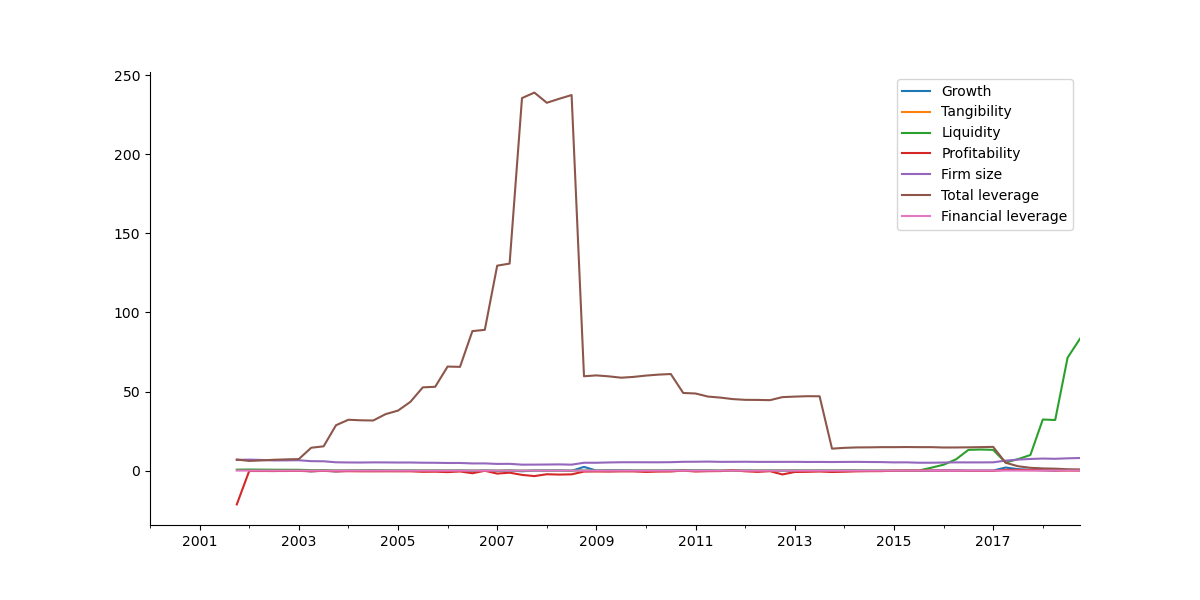 250
200
150
100
50
0
2001 2003 2005 2007 2009 2011 2013 2015 2017
Growth
Tangibility
Liquidity
Profitability
Firm size
Total leverage
Financial leverage